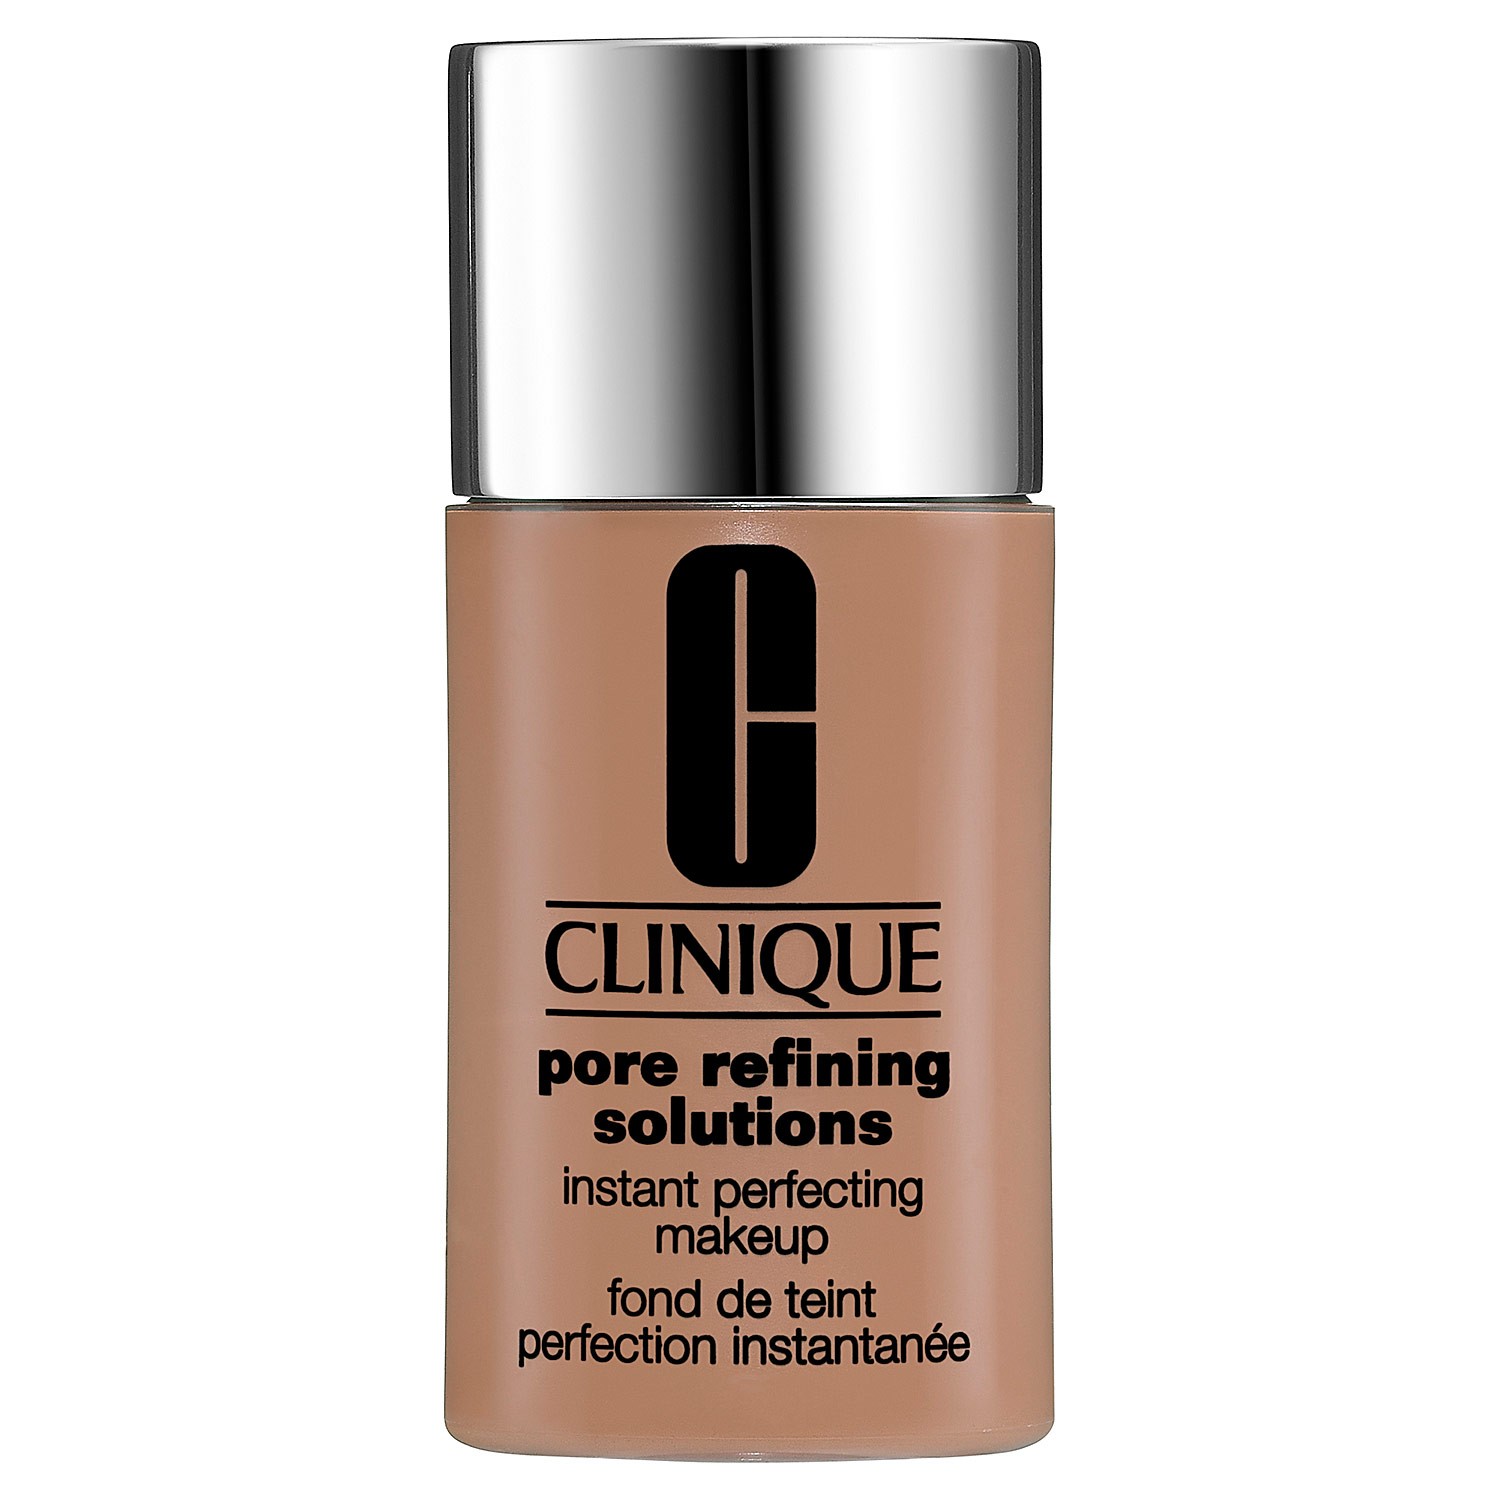 C
CLINIQUE
pore refining
solutions
instant perfecting
makeup
fond de teint
perfection instantanée